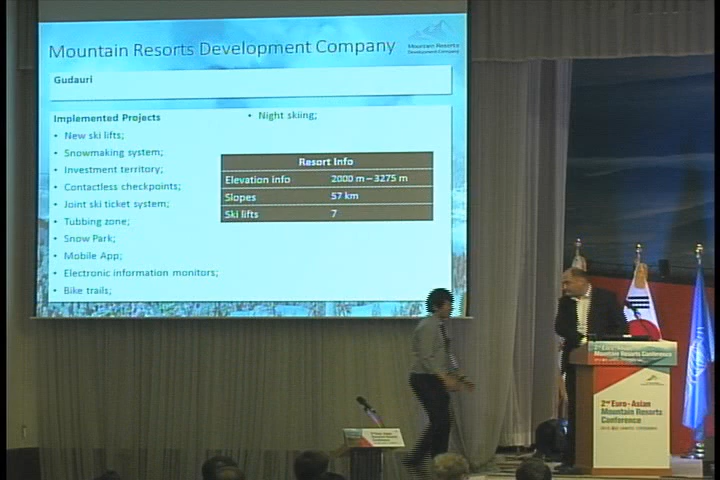 Mountain Resorts Development Company
Mountain Resorts
Development Company
Gudauri
Implemented Projects
• New ski lifts;
• Snowmaking system;
• Investment territory;
• Contactless checkpoints;
• Joint ski ticket system;
• Tubbing zone;
• Snow Park;
• Mobile App;
• Electronic information monitors;
• Bike trails;
• Night skiing;
Resort Info
Elevation info 2000 m – 3275 m
Slopes 57 km
Ski lifts 7
Mountain Resorts Conference
2nd Euro-Asian
Mountain Resorts
Conference